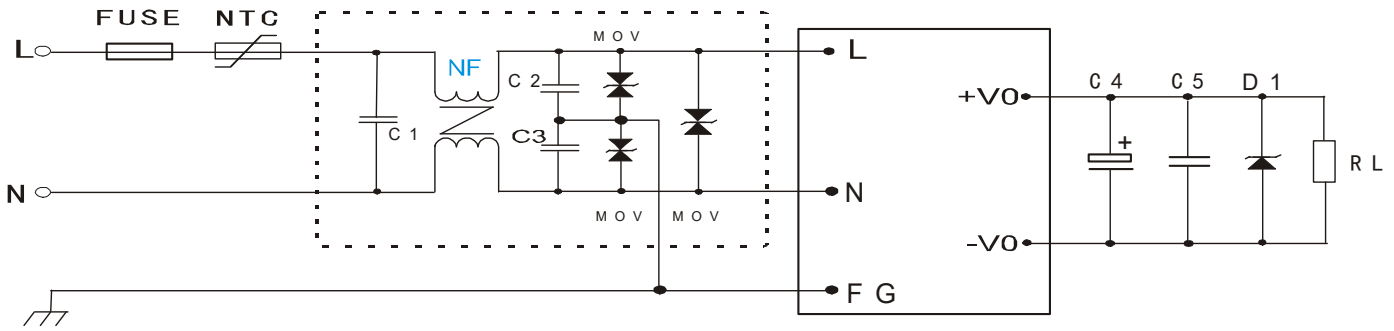 FUSE NTC
MOV
L
NF
C2
L
C4 C5 D1
+V0
C1
C3
RL
N
N
MOV MOV
-V0
FG